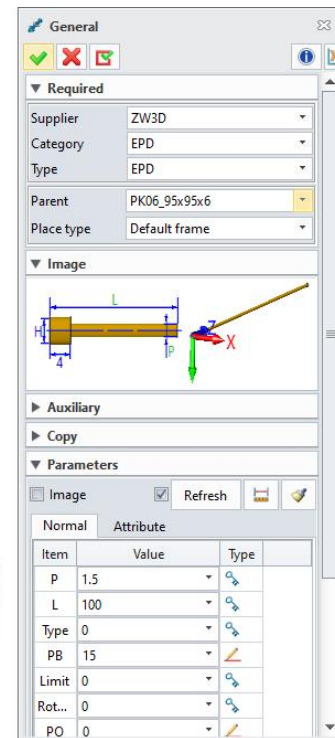 General
Required
Supplier ZW3D
Category EPD
Type EPD
Parent PK06_95x95x6
Place type Default frame
Image
L
H
4
P
Z
X
Auxiliary
Copy
Parameters
Image Refresh
Normal Attribute
Item Value Type
P 1.5
L 100
Type 0
PB 15
Limit 0
Rot... 0
PO 0